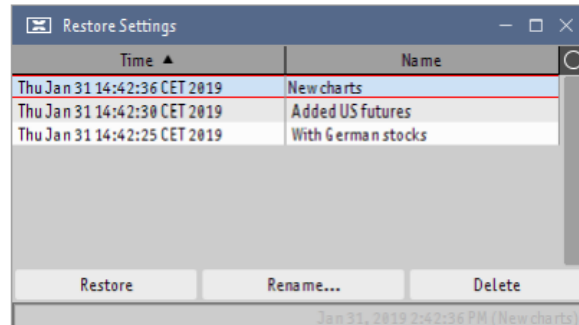 Restore Settings
Time ▲ Name
Thu Jan 31 14:42:36 CET 2019 New charts
Thu Jan 31 14:42:30 CET 2019 Added US futures
Thu Jan 31 14:42:25 CET 2019 With German stocks
Restore Rename... Delete
Jan 31, 2019 2:42:36 PM (New charts)